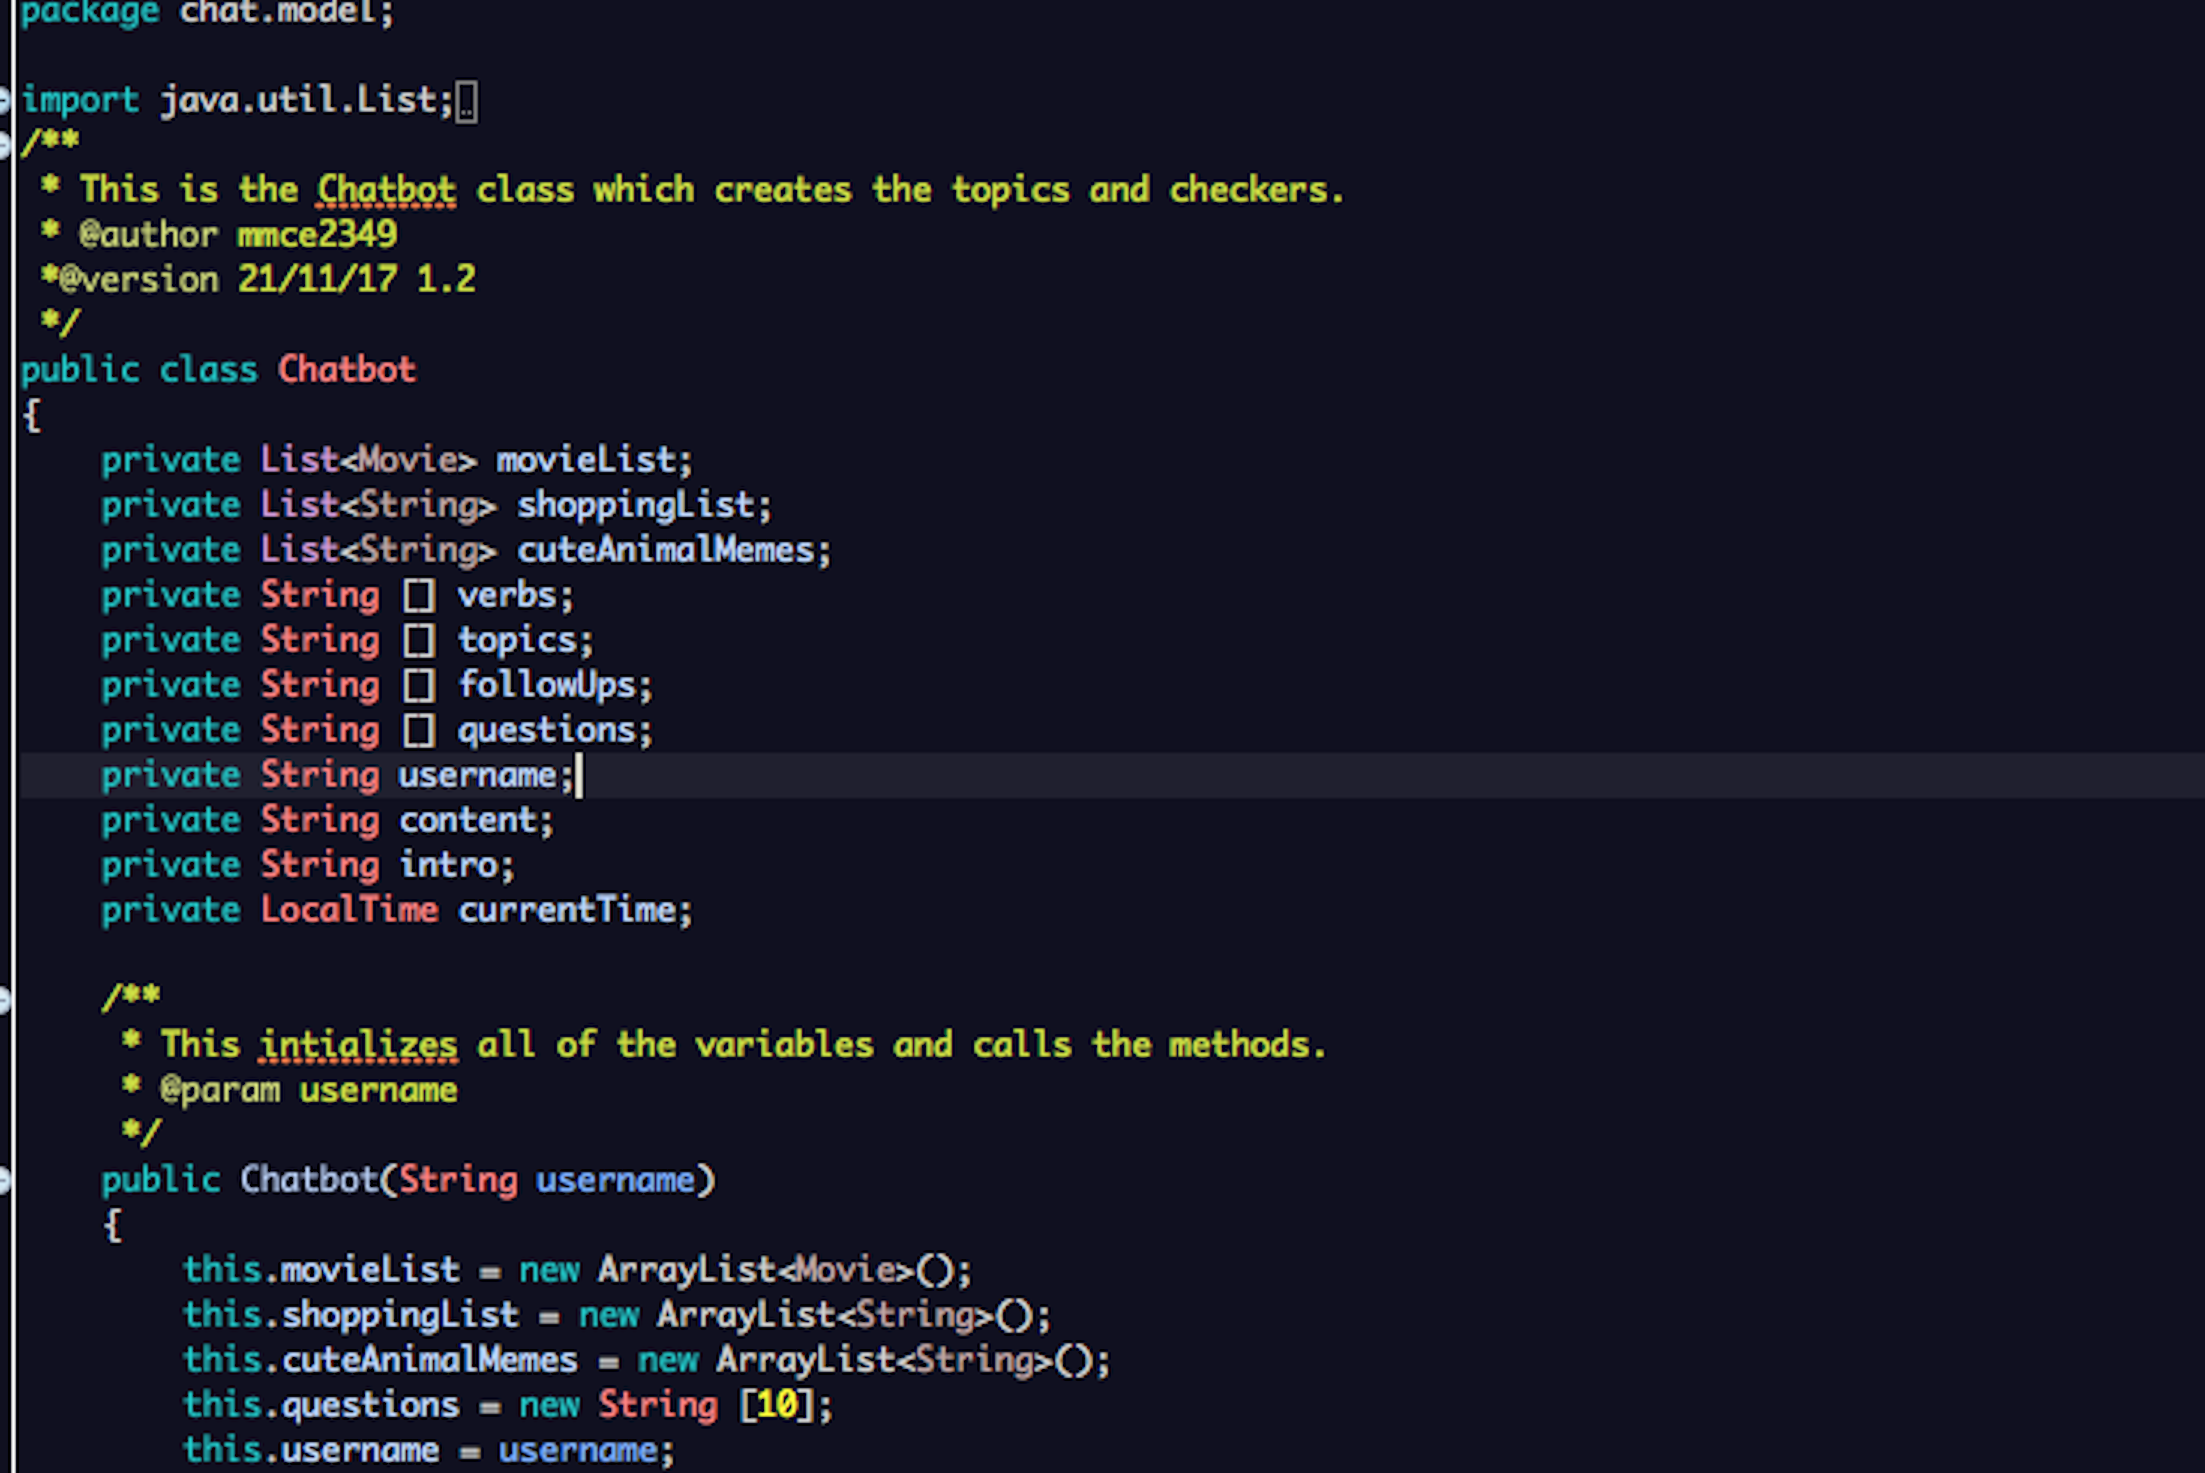 package chat.model;
import java.util.List;
/**
 * This is the Chatbot class which creates the topics and checkers.
 * @author mmce2349
 *@version 21/11/17 1.2
 */
public class Chatbot
{
    private List<Movie> movieList;
    private List<String> shoppingList;
    private List<String> cuteAnimalMemes;
    private String [] verbs;
    private String [] topics;
    private String [] followUps;
    private String [] questions;
    private String username;
    private String content;
    private String intro;
    private LocalTime currentTime;
    /**
     * This intializes all of the variables and calls the methods.
     * @param username
     */
    public Chatbot(String username)
    {
        this.movieList = new ArrayList<Movie>();
        this.shoppingList = new ArrayList<String>();
        this.cuteAnimalMemes = new ArrayList<String>();
        this.questions = new String [10];
        this.username = username;